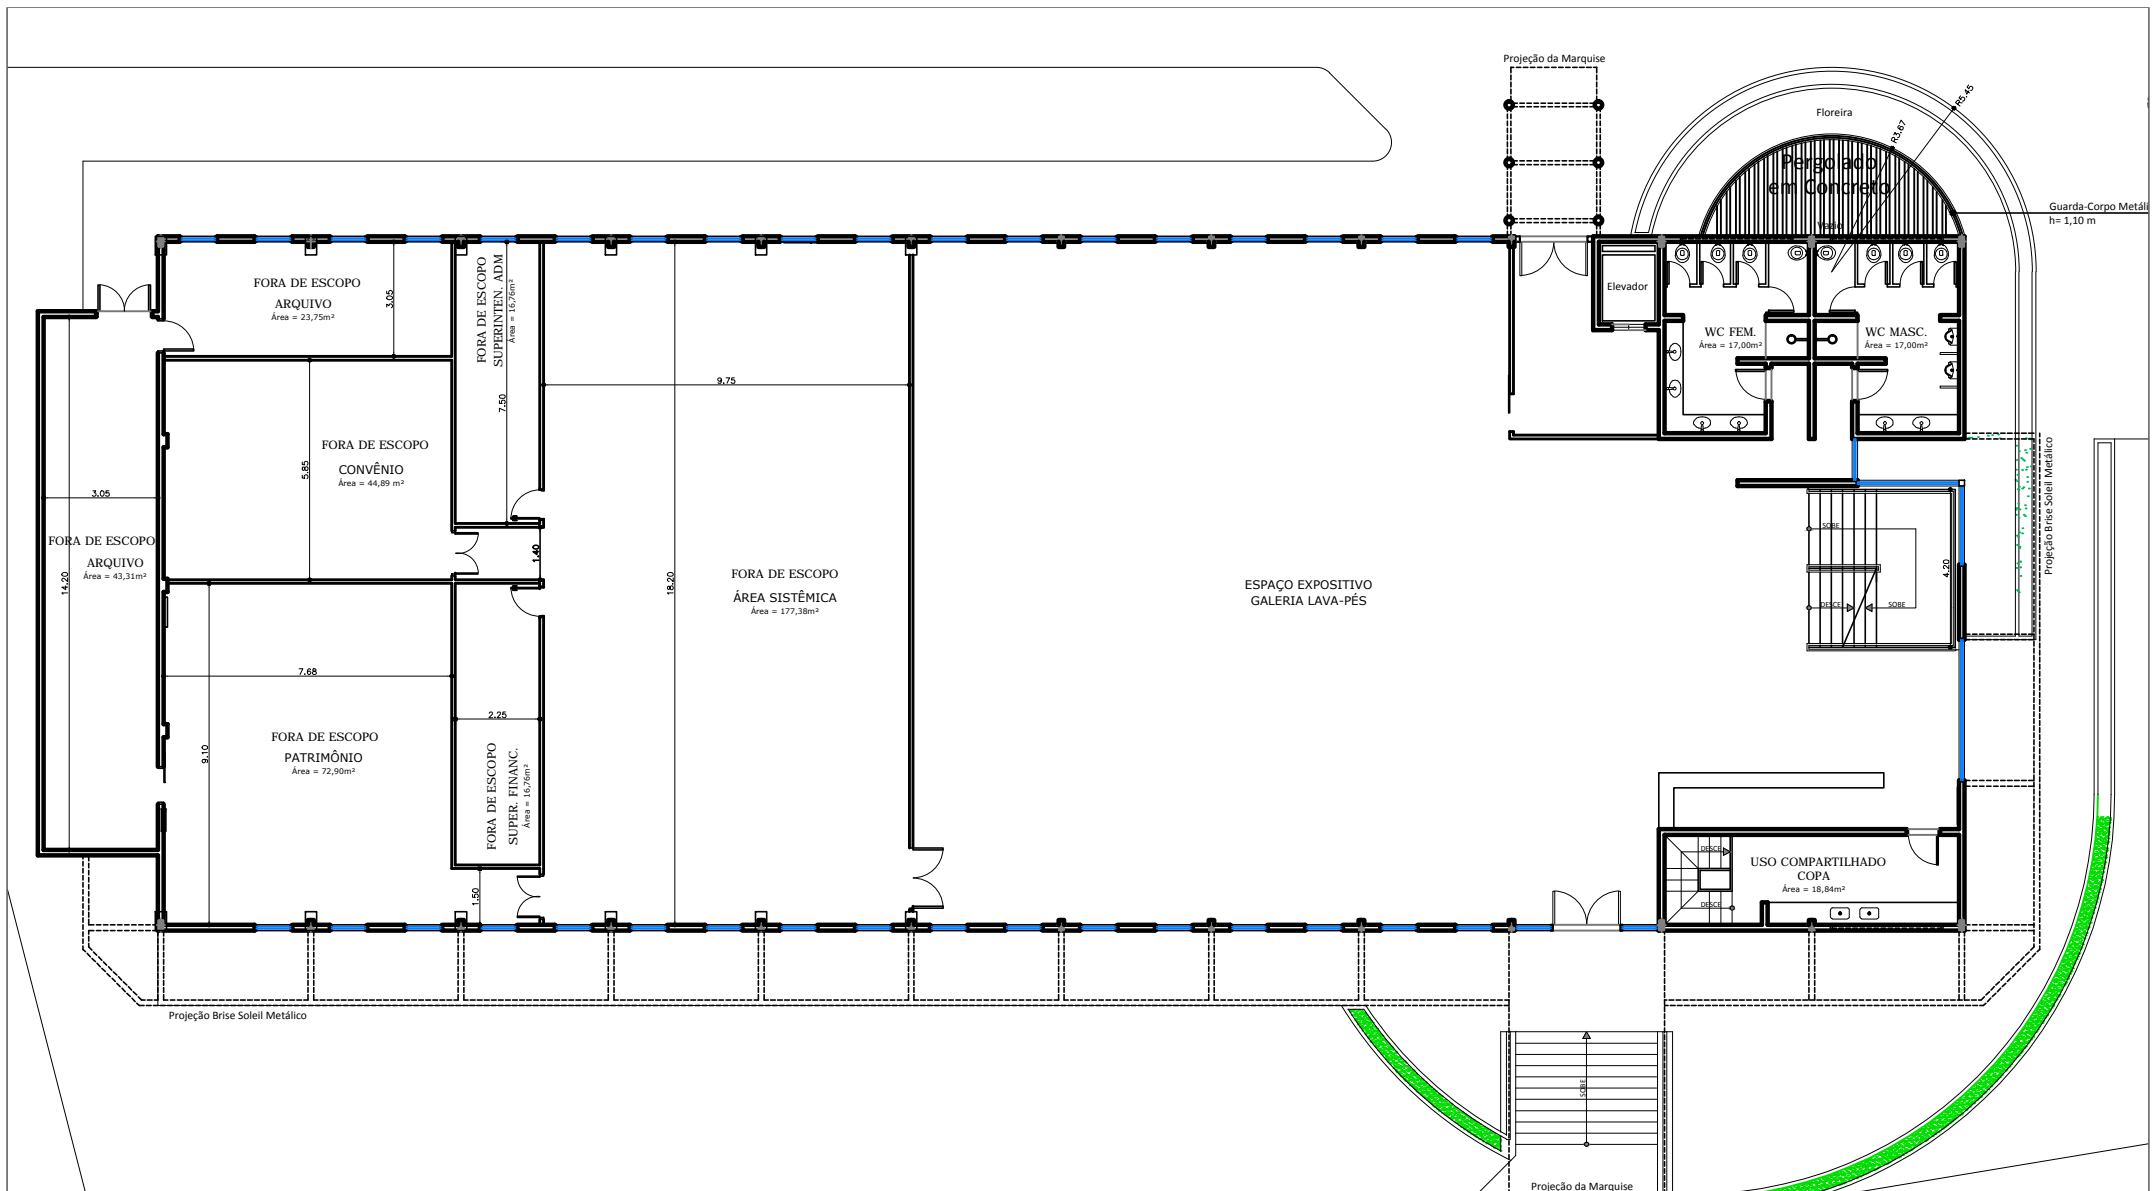 Projeção da Marquise
R5.45
Floreira
R3.67
Pergolado
em Concreto
Vazio
Guarda-Corpo Metáli
h= 1,10 m
FORA DE ESCOPO
ARQUIVO
Área = 23,75m²
3.05
FORA DE ESCOPO
SUPERINTEN. ADM
Área = 16,76m²
7.50
Elevador
WC FEM.
Área = 17,00m²
WC MASC.
Área = 17,00m²
9.75
FORA DE ESCOPO
CONVÊNIO
Área = 44,89 m²
5.85
3.05
FORA DE ESCOPO
ARQUIVO
Área = 43,31m²
14.20
1.40
18.20
FORA DE ESCOPO
ÁREA SISTÊMICA
Área = 177,38m²
ESPAÇO EXPOSITIVO
GALERIA LAVA-PÉS
SOBE
DESCE
SOBE
4.20
Projeção Brise Soleil Metálico
7.68
9.10
FORA DE ESCOPO
PATRIMÔNIO
Área = 72,90m²
2.25
FORA DE ESCOPO
SUPER. FINANC.
Área = 16,76m²
1.50
DESCE
DESCE
USO COMPARTILHADO
COPA
Área = 18,84m²
Projeção Brise Soleil Metálico
SOBE
Projeção da Marquise